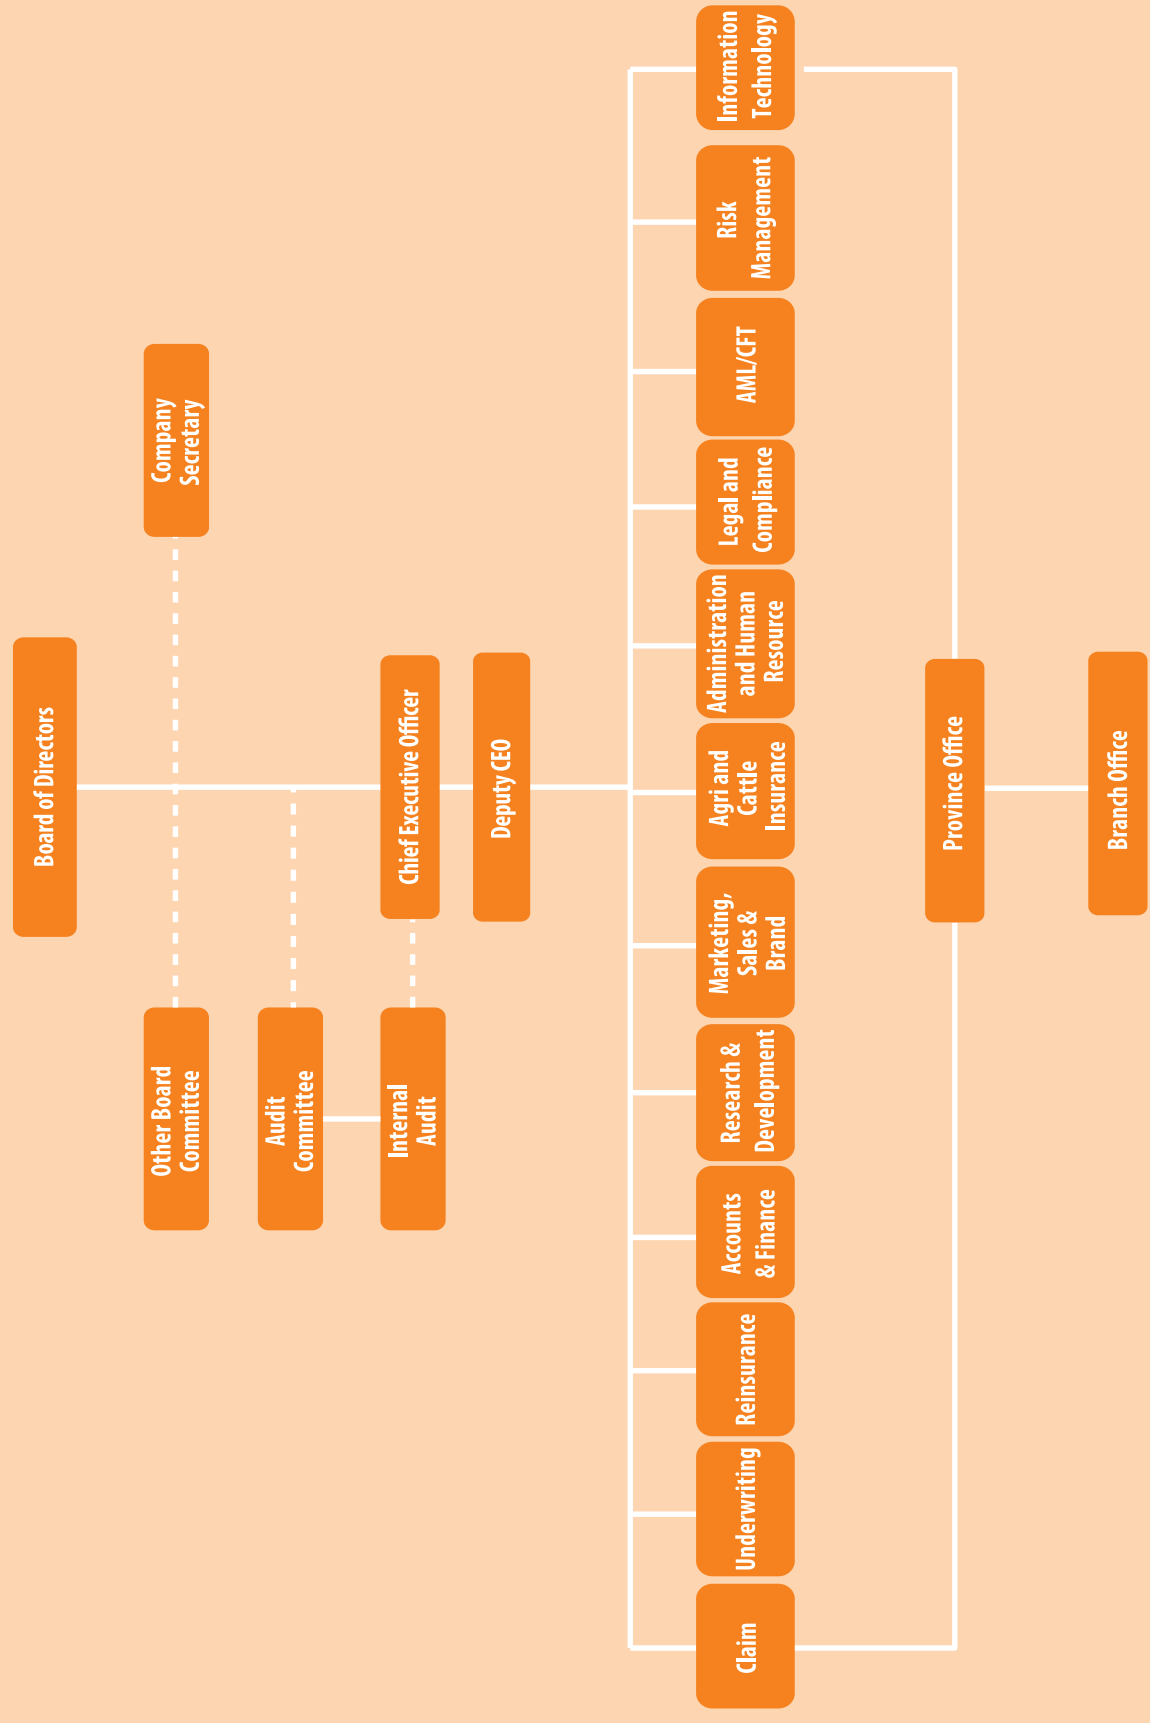 Board of Directors
Other Board
Committee
Company
Secretary
Audit
Committee
Internal
Audit
Chief Executive Officer
Deputy CEO
Claim
Underwriting
Reinsurance
Accounts
& Finance
Research &
Development
Marketing,
Sales &
Brand
Agri and
Cattle
Insurance
Administration
and Human
Resource
Legal and
Compliance
AML/CFT
Risk
Management
Information
Technology
Province Office
Branch Office